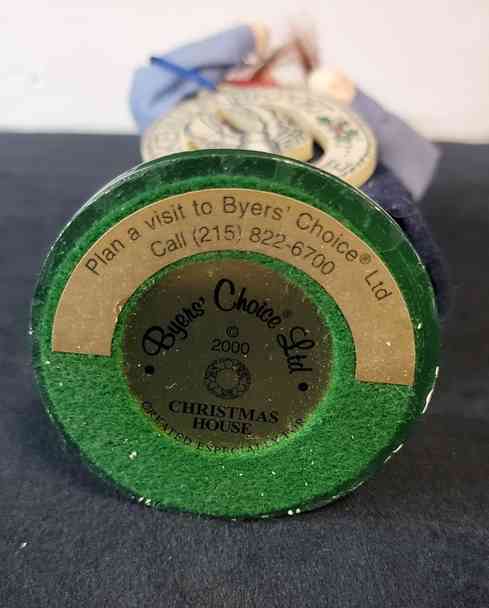 Plan a visit to Byers' Choice® Ltd
Call (215) 822-6700
Byers' Choice® Ltd
©
2000
CHRISTMAS
HOUSE
CREATED ESPECIALLY FOR